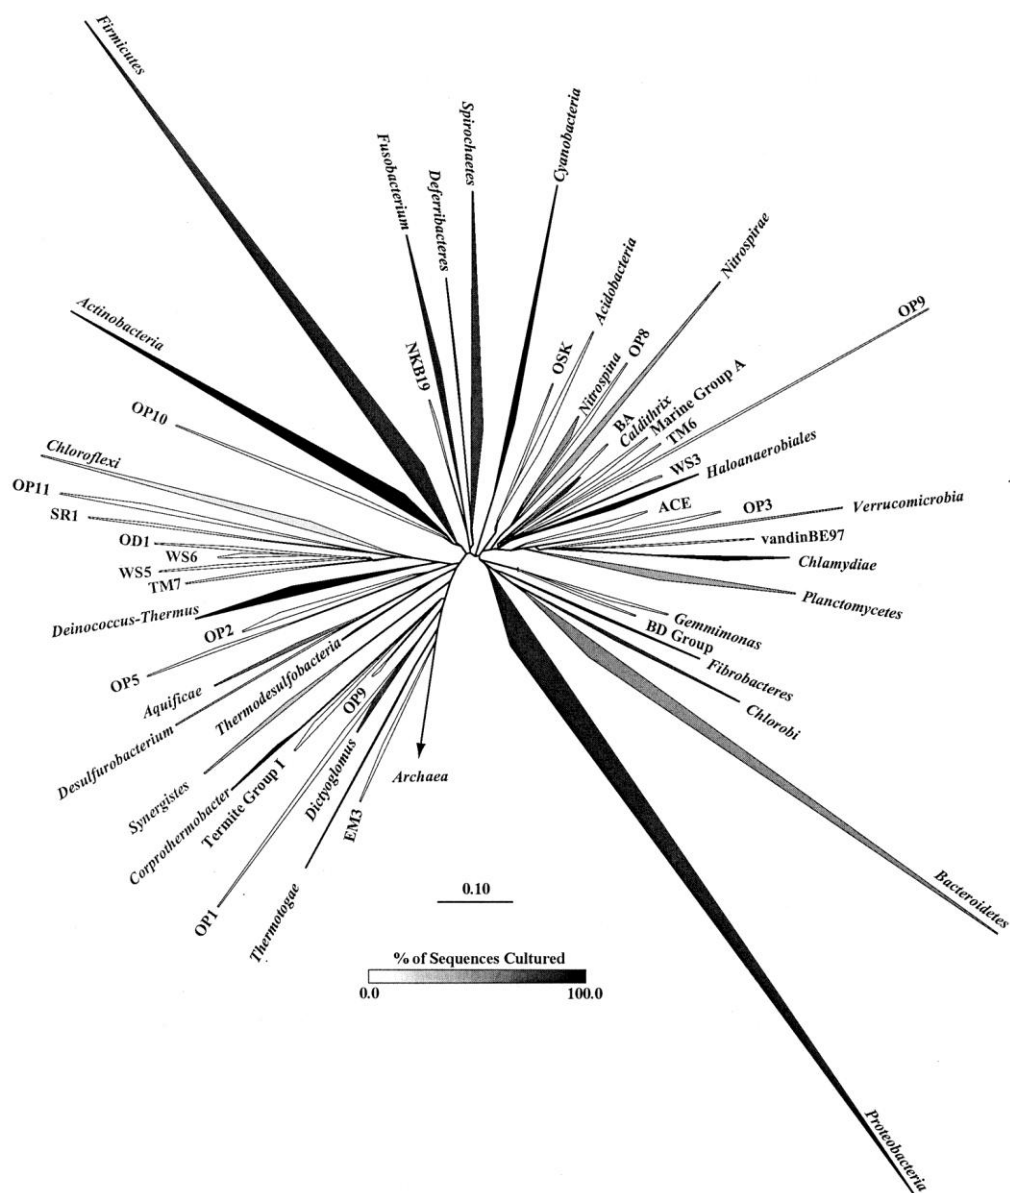 Firmicutes
Fusobacterium
Deferribacteres
Spirochaetes
Cyanobacteria
Acidobacteria
Nitrospirae
OP9
Actinobacteria
NKB19
OSK
Nitrospina
OP8
BA
Caldithrix
Marine Group A
TM6
OP10
WS3
Haloanaerobiales
Chloroflexi
OP11
SR1
OD1
WS6
WS5
TM7
ACE
OP3
Verrucomicrobia
vandinBE97
Chlamydiae
Planctomycetes
Deinococcus-Thermus
OP2
OP5
Gemmimonas
BD Group
Fibrobacteres
Chlorobi
Aquificae
Thermodesulfobacteria
Desulfurobacterium
OP9
Synergistes
Dictyoglomus
Archaea
Corprothermobacter
Termite Group I
EM3
OP1
Thermotogae
Bacteroidetes
0.10
% of Sequences Cultured
0.0 100.0
Proteobacteria